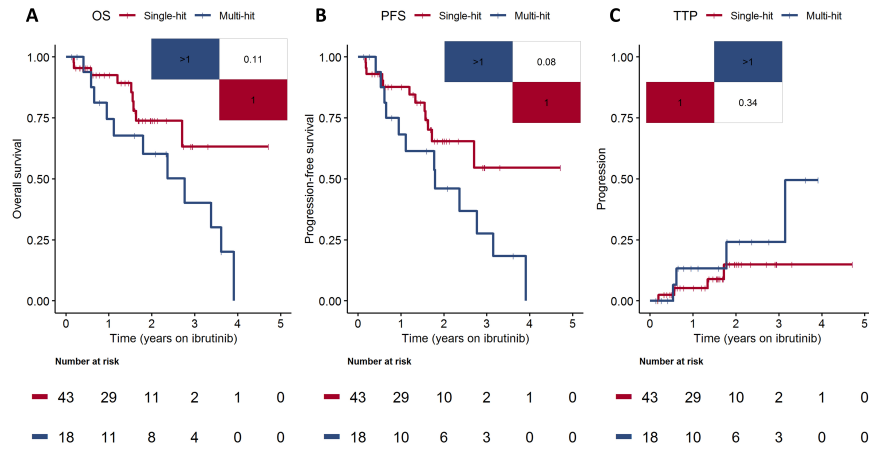 A OS Single-hit Multi-hit
1.00
0.75
0.50
0.25
0.00
Overall survival
>1 0.11
1
0 1 2 3 4 5
Time (years on ibrutinib)
Number at risk
43 29 11 2 1 0
18 11 8 4 0 0
B PFS Single-hit Multi-hit
1.00
0.75
0.50
0.25
0.00
Progression-free survival
>1 0.08
1
0 1 2 3 4 5
Time (years on ibrutinib)
Number at risk
43 29 10 2 1 0
18 10 6 3 0 0
C TTP Single-hit Multi-hit
1.00
0.75
0.50
0.25
0.00
Progression
>1
1 0.34
0 1 2 3 4 5
Time (years on ibrutinib)
Number at risk
43 29 10 2 1 0
18 10 6 3 0 0